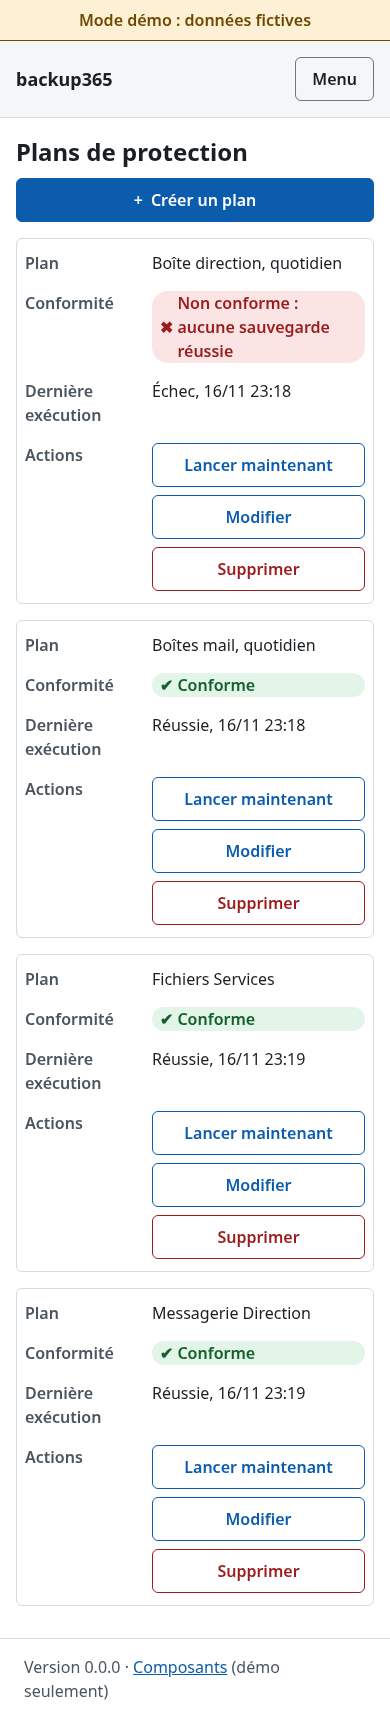 Mode démo : données fictives
backup365
Menu
Plans de protection
+ Créer un plan
Plan
Boîte direction, quotidien
Conformité
✖ Non conforme :
aucune sauvegarde
réussie
Dernière
exécution
Échec, 16/11 23:18
Actions
Lancer maintenant
Modifier
Supprimer
Plan
Boîtes mail, quotidien
Conformité
✔ Conforme
Dernière
exécution
Réussie, 16/11 23:18
Actions
Lancer maintenant
Modifier
Supprimer
Plan
Fichiers Services
Conformité
✔ Conforme
Dernière
exécution
Réussie, 16/11 23:19
Actions
Lancer maintenant
Modifier
Supprimer
Plan
Messagerie Direction
Conformité
✔ Conforme
Dernière
exécution
Réussie, 16/11 23:19
Actions
Lancer maintenant
Modifier
Supprimer
Version 0.0.0 · Composants (démo
seulement)